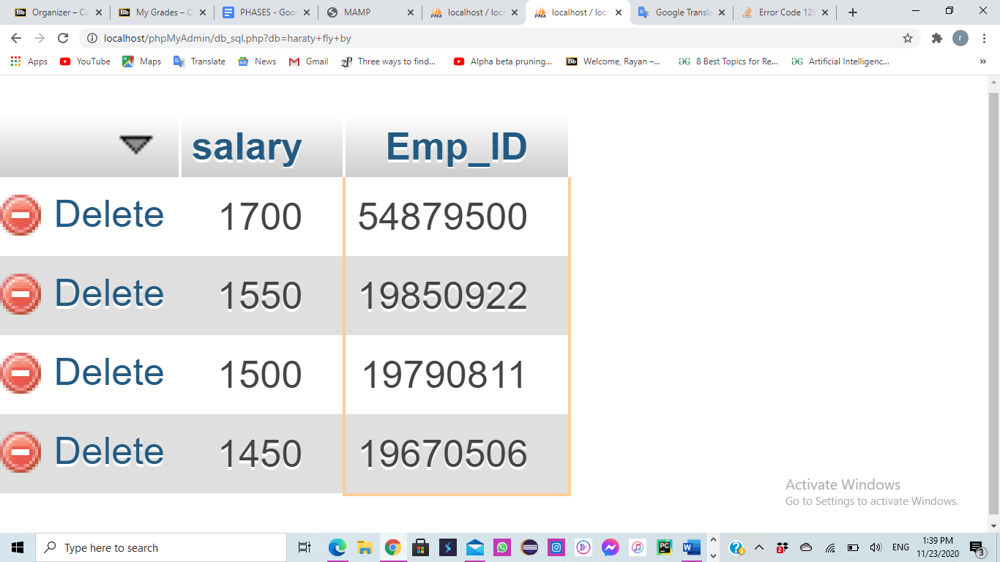 Organizer – Co
My Grades – C
PHASES - Goo
MAMP
localhost / loca
localhost / loca
Google Transla
Error Code 129
localhost/phpMyAdmin/db_sql.php?db=haraty+fly+by
r
Apps
YouTube
Maps
Translate
News
Gmail
Three ways to find...
Alpha beta pruning...
Welcome, Rayan –...
8 Best Topics for Re...
Artificial Intelligenc...
salary Emp_ID
Delete 1700 54879500
Delete 1550 19850922
Delete 1500 19790811
Delete 1450 19670506
Activate Windows
Go to Settings to activate Windows.
Type here to search
ENG
1:39 PM
11/23/2020
3